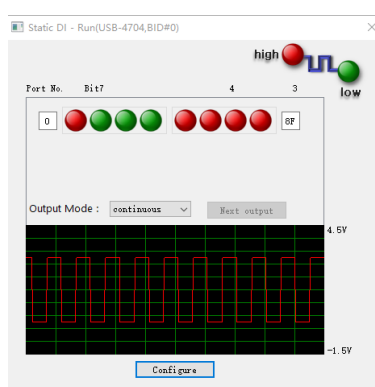 Static DI - Run(USB-4704,BID#0)
high
low
Port No. Bit7 4 3
0 8F
Output Mode : continuous Next output
4.5V
-1.5V
Configure